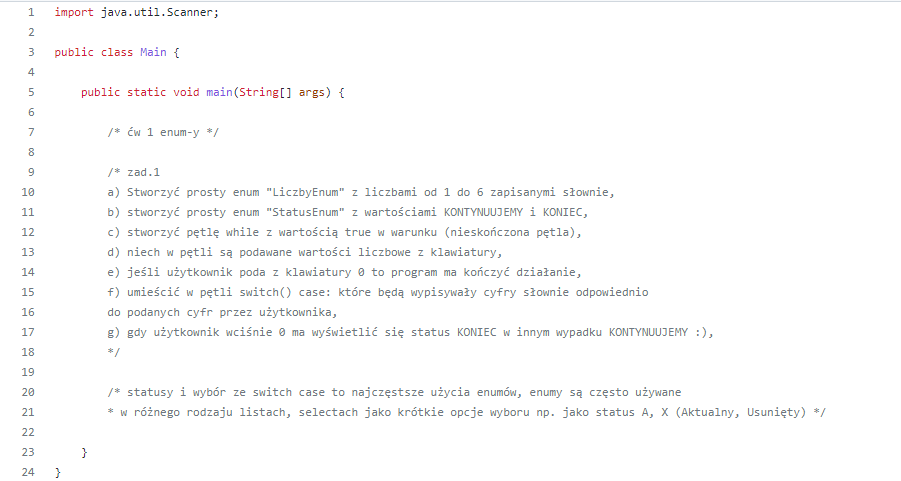 1 import java.util.Scanner;
2
3 public class Main {
4
5 public static void main(String[] args) {
6
7 /* ćw 1 enum-y */
8
9 /* zad.1
10 a) Stworzyć prosty enum "LiczbyEnum" z liczbami od 1 do 6 zapisanymi słownie,
11 b) stworzyć prosty enum "StatusEnum" z wartościami KONTYNUUJEMY i KONIEC,
12 c) stworzyć pętlę while z wartością true w warunku (nieskończona pętla),
13 d) niech w pętli są podawane wartości liczbowe z klawiatury,
14 e) jeśli użytkownik poda z klawiatury 0 to program ma kończyć działanie,
15 f) umieścić w pętli switch() case: które będą wypisywały cyfry słownie odpowiednio
16 do podanych cyfr przez użytkownika,
17 g) gdy użytkownik wciśnie 0 ma wyświetlić się status KONIEC w innym wypadku KONTYNUUJEMY :),
18 */
19
20 /* statusy i wybór ze switch case to najczęstsze użycia enumów, enumy są często używane
21 * w różnego rodzaju listach, selectach jako krótkie opcje wyboru np. jako status A, X (Aktualny, Usunięty) */
22
23 }
24 }